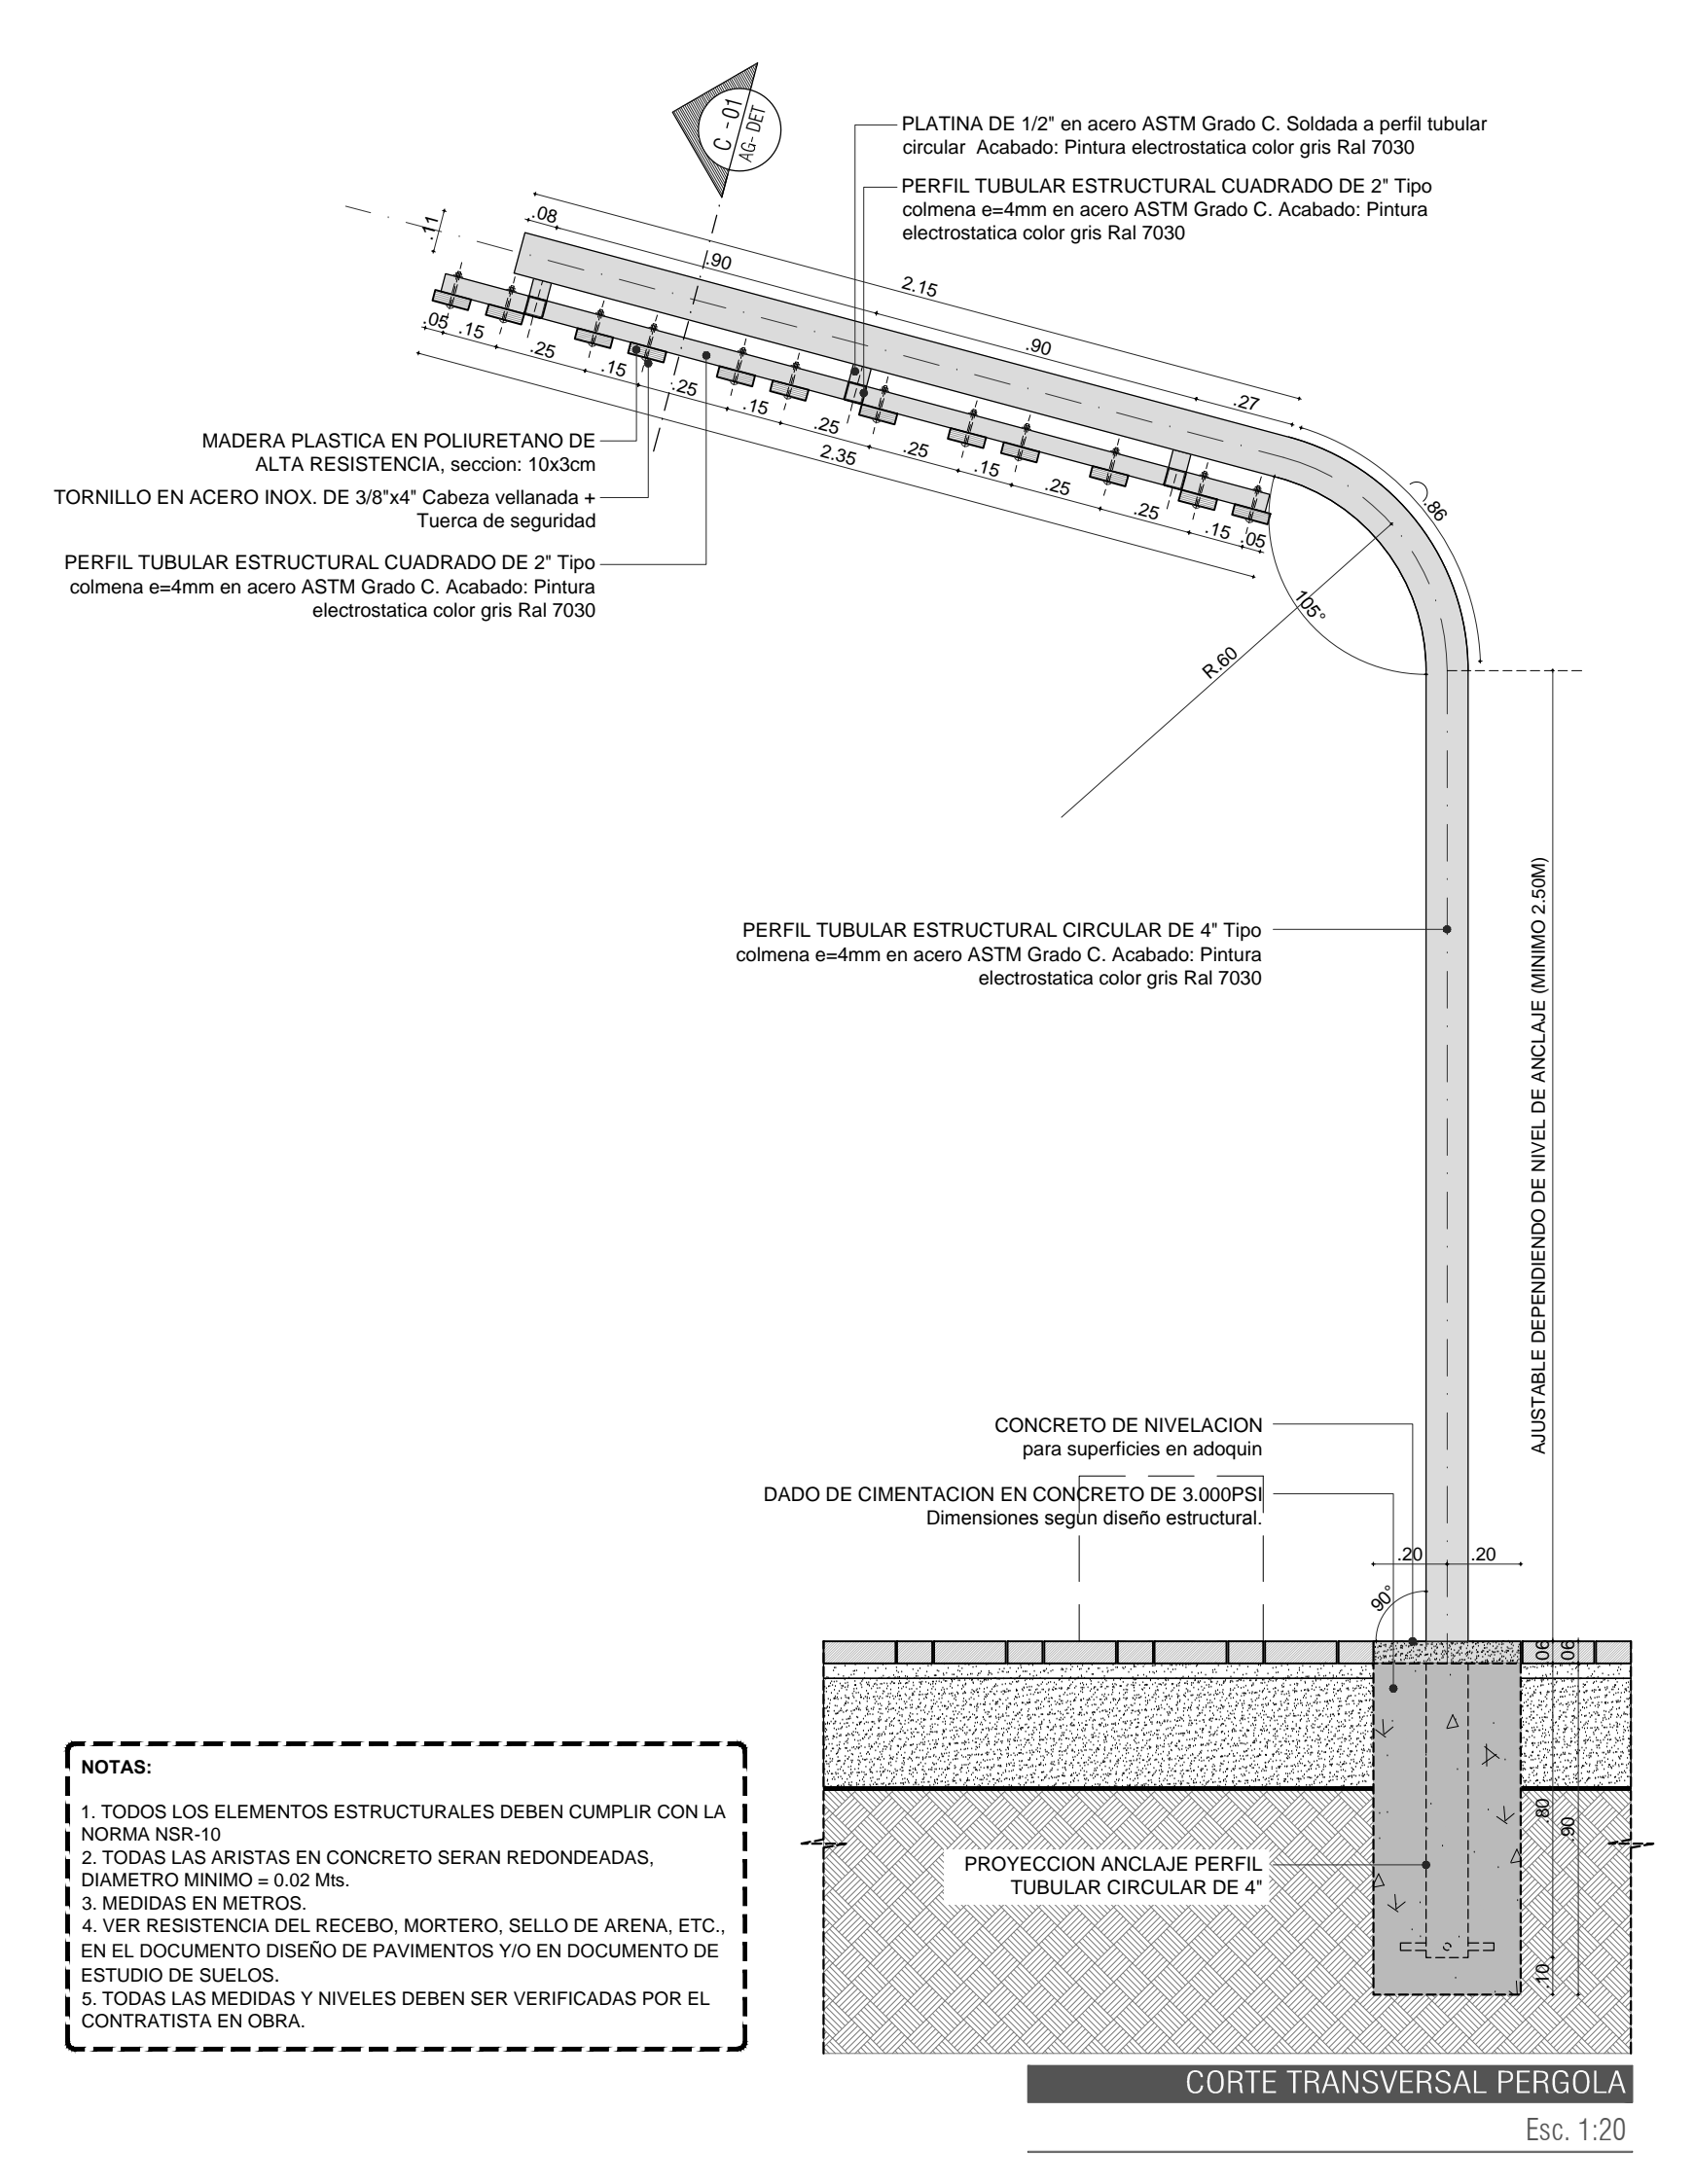 C - 01
AG- DET
PLATINA DE 1/2" en acero ASTM Grado C. Soldada a perfil tubular
circular Acabado: Pintura electrostatica color gris Ral 7030
PERFIL TUBULAR ESTRUCTURAL CUADRADO DE 2" Tipo
colmena e=4mm en acero ASTM Grado C. Acabado: Pintura
electrostatica color gris Ral 7030
.11
.08
.90
2.15
.90
.27
.05
.15
.25
.15
.25
.15
.25
.25
.15
.25
.25
.15
.05
2.35
.86
105°
R.60
MADERA PLASTICA EN POLIURETANO DE
ALTA RESISTENCIA, seccion: 10x3cm
TORNILLO EN ACERO INOX. DE 3/8"x4" Cabeza vellanada +
Tuerca de seguridad
PERFIL TUBULAR ESTRUCTURAL CUADRADO DE 2" Tipo
colmena e=4mm en acero ASTM Grado C. Acabado: Pintura
electrostatica color gris Ral 7030
PERFIL TUBULAR ESTRUCTURAL CIRCULAR DE 4" Tipo
colmena e=4mm en acero ASTM Grado C. Acabado: Pintura
electrostatica color gris Ral 7030
AJUSTABLE DEPENDIENDO DE NIVEL DE ANCLAJE (MINIMO 2.50M)
CONCRETO DE NIVELACION
para superficies en adoquin
DADO DE CIMENTACION EN CONCRETO DE 3.000PSI
Dimensiones segun diseño estructural.
.20
.20
90°
.06
.06
.80
.90
.10
PROYECCION ANCLAJE PERFIL
TUBULAR CIRCULAR DE 4"
NOTAS:
1. TODOS LOS ELEMENTOS ESTRUCTURALES DEBEN CUMPLIR CON LA
NORMA NSR-10
2. TODAS LAS ARISTAS EN CONCRETO SERAN REDONDEADAS,
DIAMETRO MINIMO = 0.02 Mts.
3. MEDIDAS EN METROS.
4. VER RESISTENCIA DEL RECEBO, MORTERO, SELLO DE ARENA, ETC.,
EN EL DOCUMENTO DISEÑO DE PAVIMENTOS Y/O EN DOCUMENTO DE
ESTUDIO DE SUELOS.
5. TODAS LAS MEDIDAS Y NIVELES DEBEN SER VERIFICADAS POR EL
CONTRATISTA EN OBRA.
CORTE TRANSVERSAL PERGOLA
Esc. 1:20